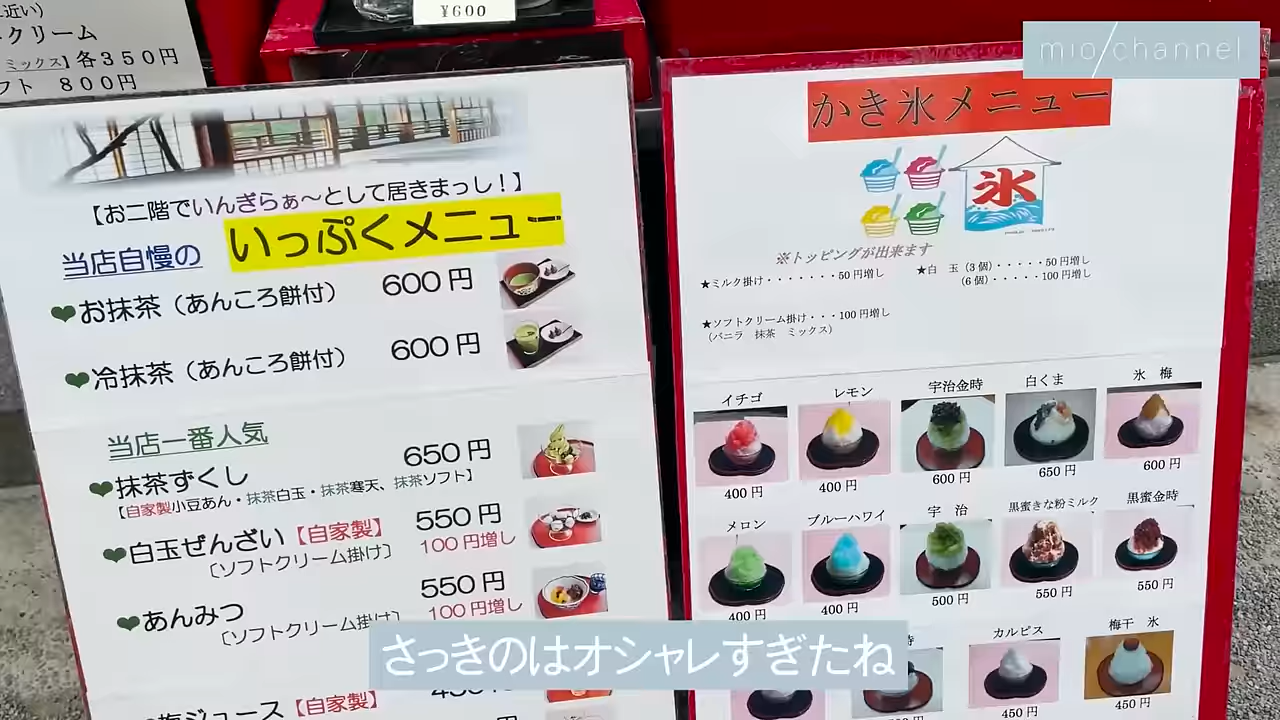 近い）
クリーム
ミックス】各３５０円
フト　８００円
¥600
mio/channel
【お二階でいんぎらぁ～として居きまっし！】
当店自慢の いっぷくメニュー
お抹茶（あんころ餅付） 600円
冷抹茶（あんころ餅付） 600円
当店一番人気
抹茶ずくし 650円
【自家製小豆あん・抹茶白玉・抹茶寒天、抹茶ソフト】
白玉ぜんざい【自家製】 550円
〔ソフトクリーム掛け〕 100円増し
あんみつ 550円
〔ソフトクリーム掛け〕 100円増し
梅ジュース【自家製】
かき氷メニュー
氷
※トッピングが出来ます
★ミルク掛け・・・・・・50円増し
★白　玉（3個）・・・・・50円増し
（6個）・・・・・100円増し
★ソフトクリーム掛け・・・100円増し
（バニラ　抹茶　ミックス）
イチゴ レモン 宇治金時 白くま 氷　梅
400円 400円 600円 650円 600円
メロン ブルーハワイ 宇　治 黒蜜きな粉ミルク 黒蜜金時
400円 400円 500円 550円 550円
時 カルピス 梅干　氷
450円 450円
さっきのはオシャレすぎたね